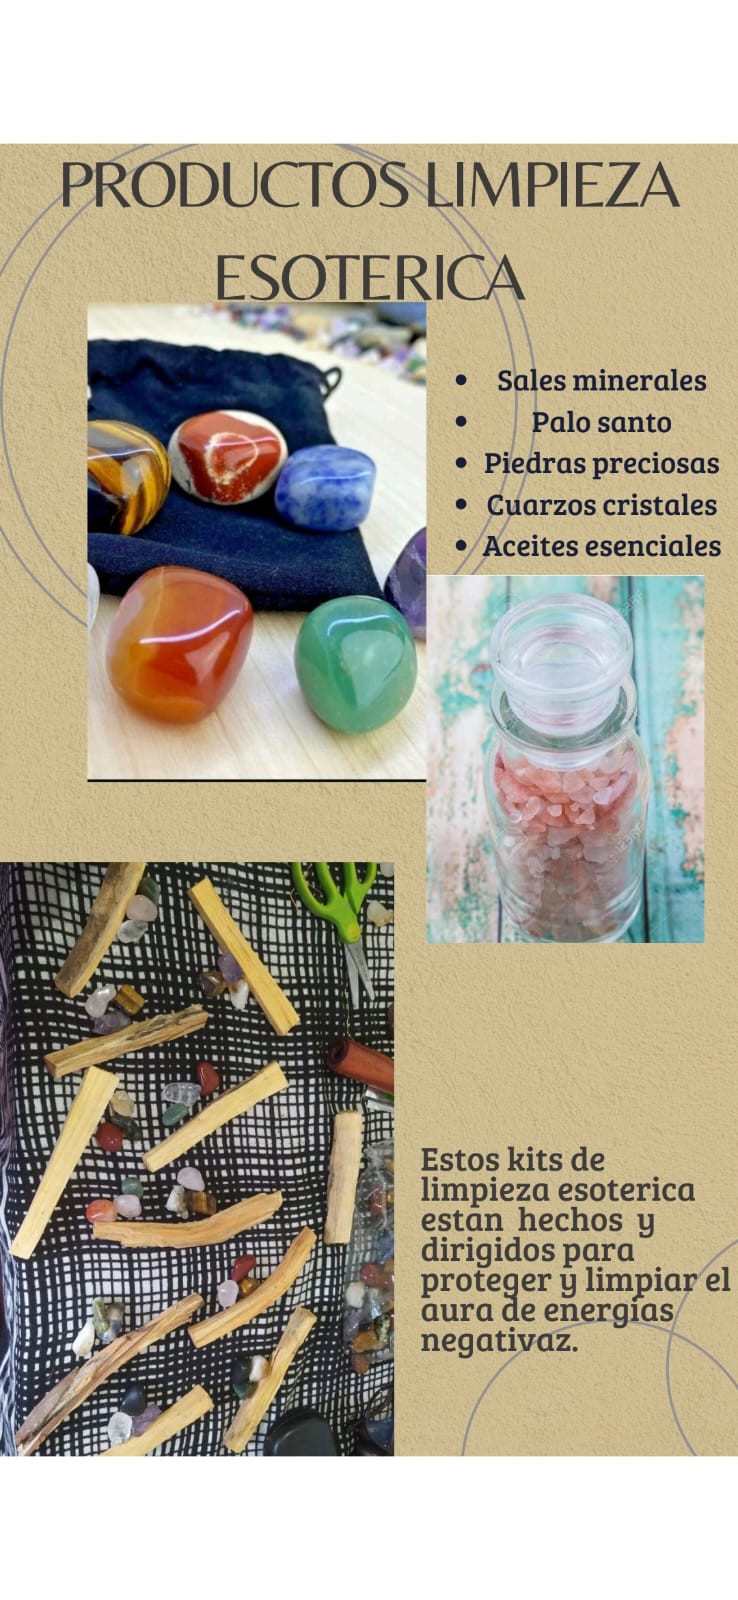 PRODUCTOS LIMPIEZA
ESOTERICA
• Sales minerales
• Palo santo
• Piedras preciosas
• Cuarzos cristales
• Aceites esenciales
Estos kits de
limpieza esoterica
estan hechos y
dirigidos para
proteger y limpiar el
aura de energías
negativaz.